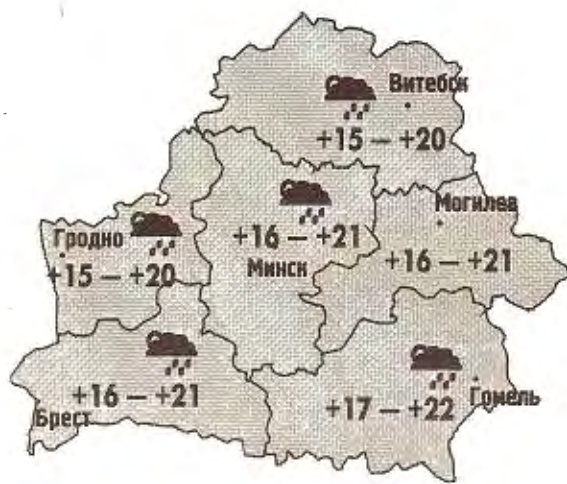 Витебск
+15 – +20
Могилев
+16 – +21
+16 – +21
Минск
Гродно
+15 – +20
+16 – +21
Брест
+17 – +22
Гомель